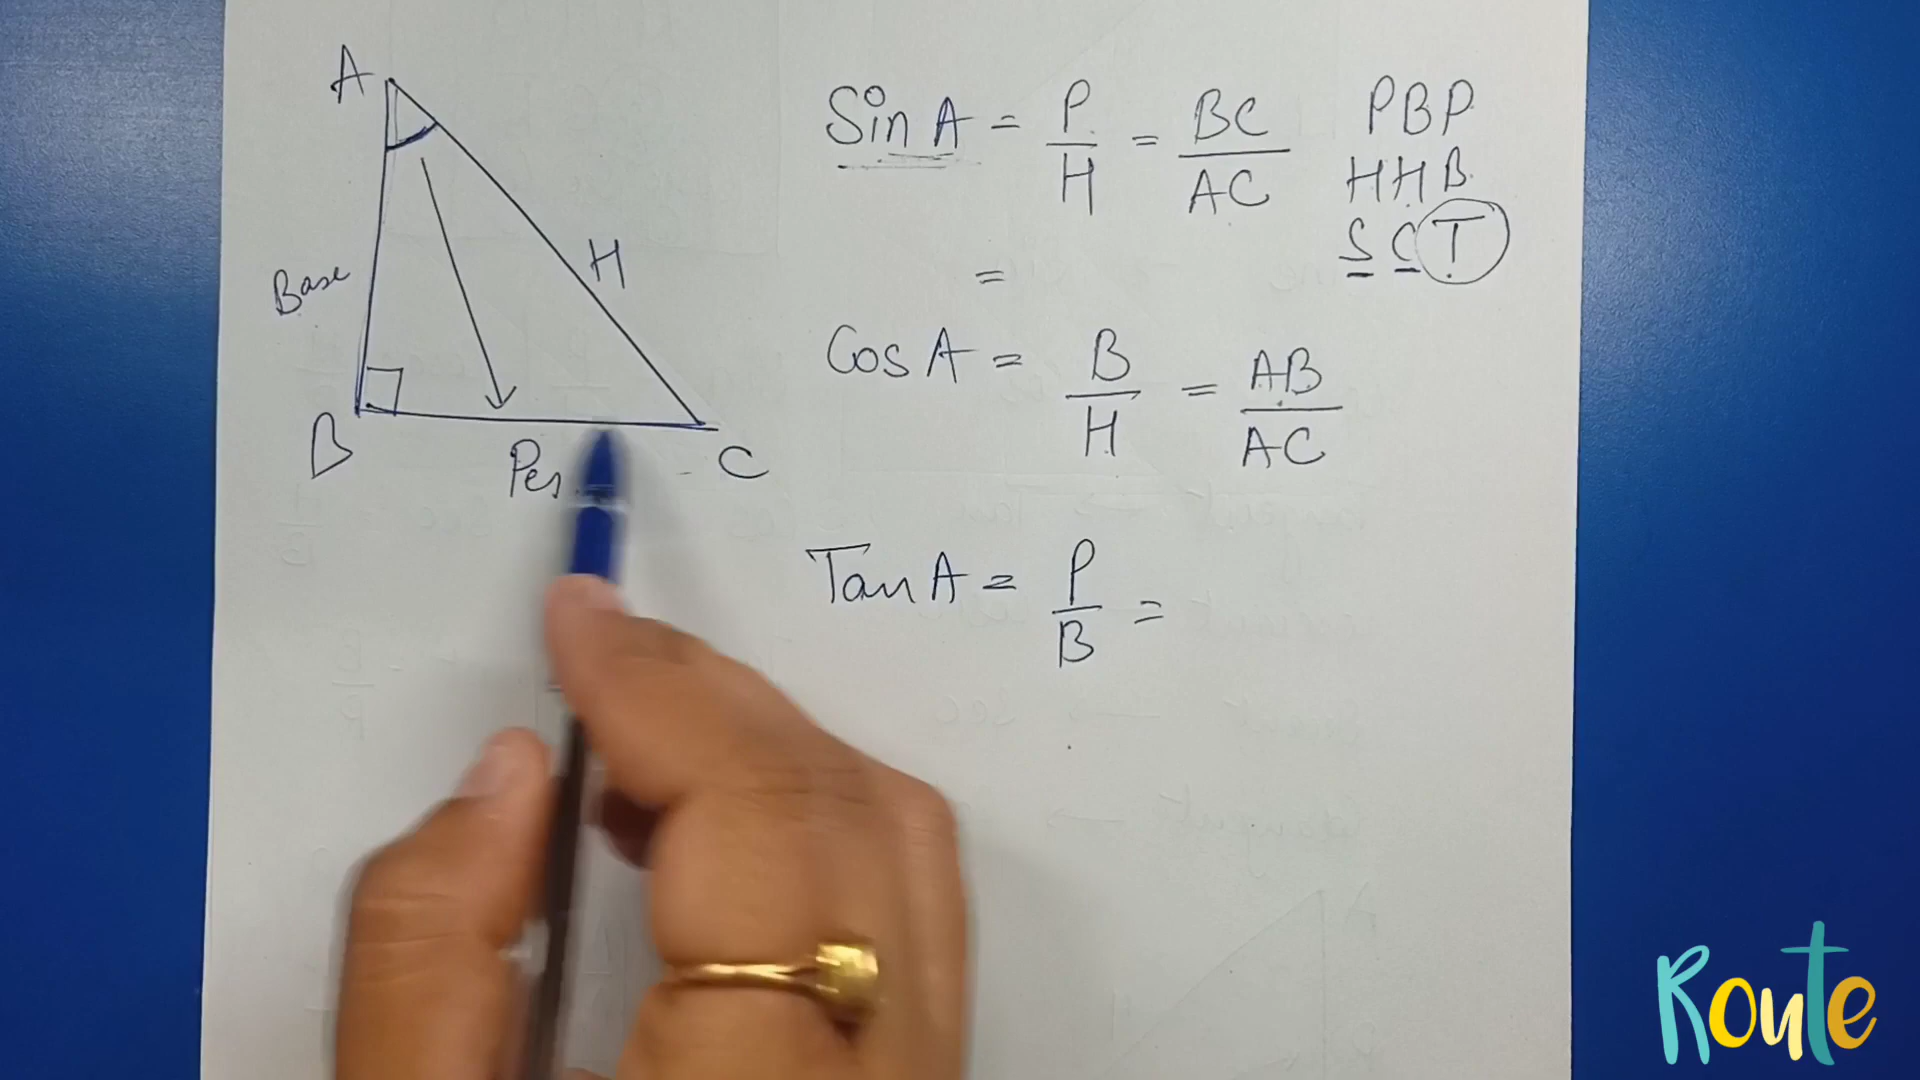 A
Base
H
B
Per
C
Sin A = P/H = BC/AC
=
Cos A = B/H = AB/AC
Tan A = P/B =
PBP
HHB
SCT
Route